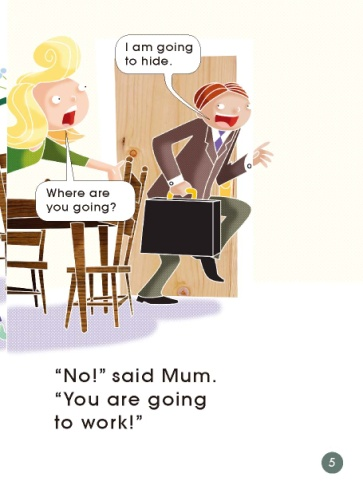 I am going
to hide.
Where are
you going?
“No!” said Mum.
“You are going
to work!”
5